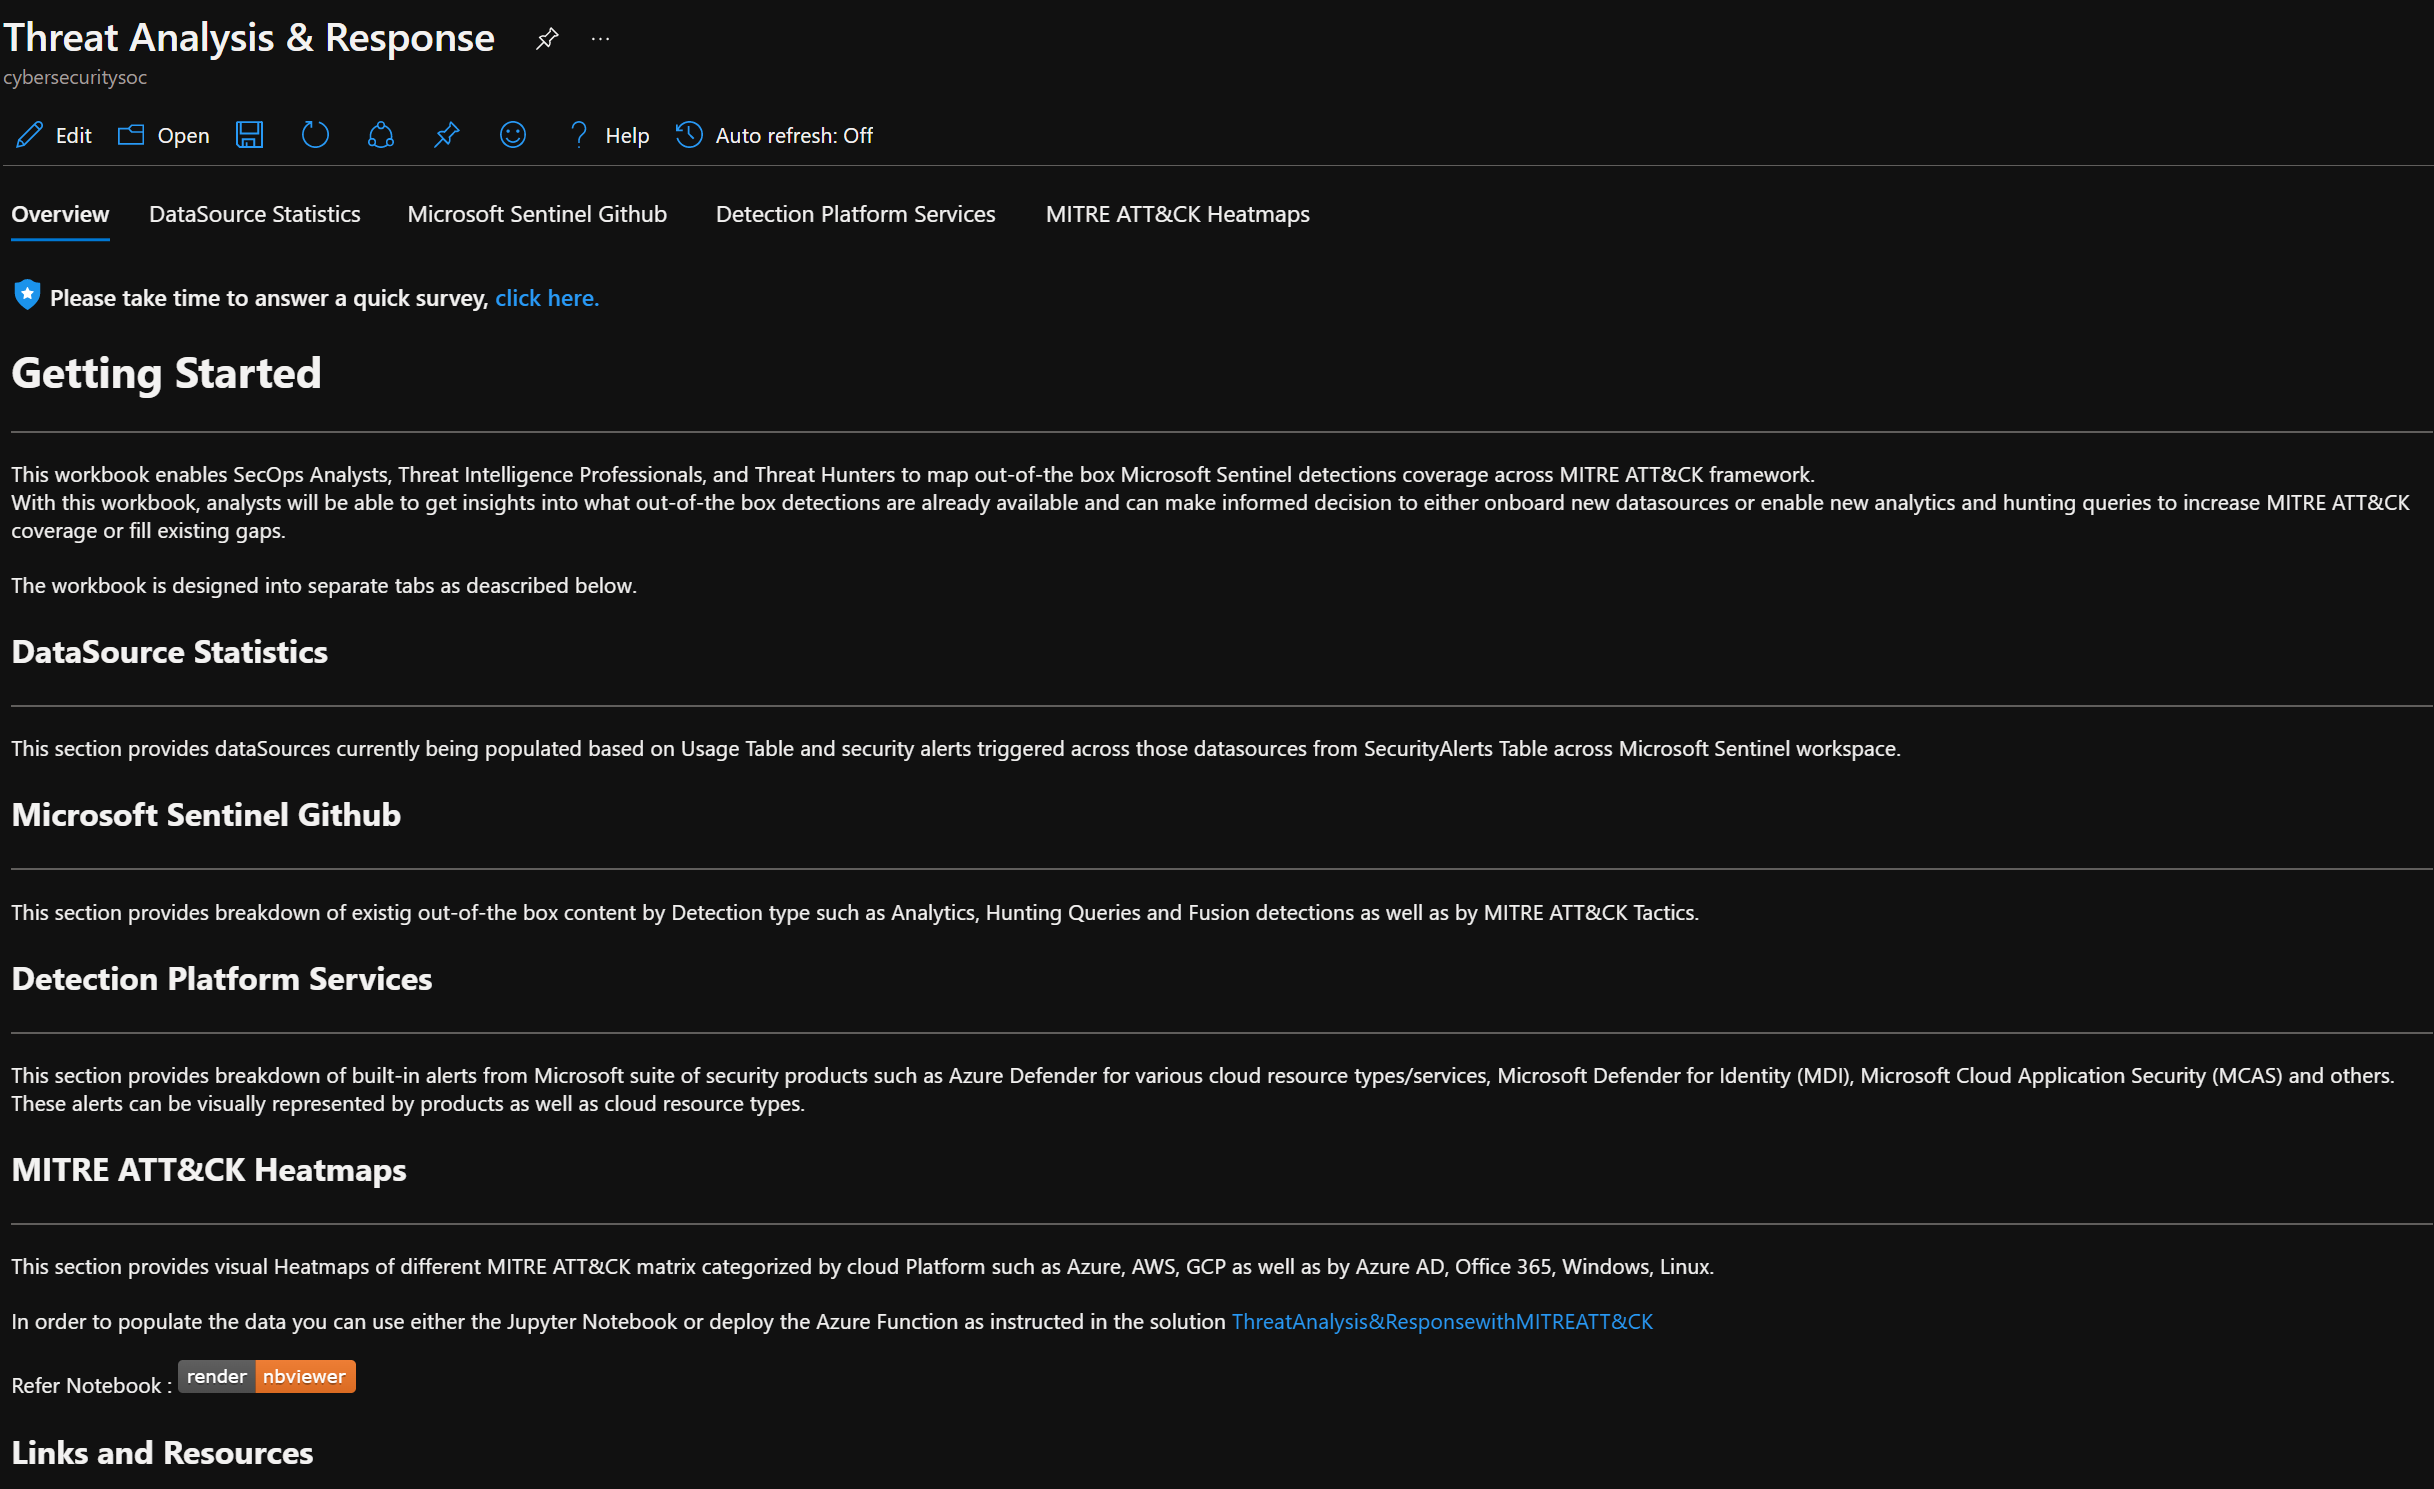 Threat Analysis & Response
cybersecuritysoc
Edit Open Help Auto refresh: Off
Overview DataSource Statistics Microsoft Sentinel Github Detection Platform Services MITRE ATT&CK Heatmaps
Please take time to answer a quick survey, click here.
Getting Started
This workbook enables SecOps Analysts, Threat Intelligence Professionals, and Threat Hunters to map out-of-the box Microsoft Sentinel detections coverage across MITRE ATT&CK framework.
With this workbook, analysts will be able to get insights into what out-of-the box detections are already available and can make informed decision to either onboard new datasources or enable new analytics and hunting queries to increase MITRE ATT&CK
coverage or fill existing gaps.
The workbook is designed into separate tabs as deascribed below.
DataSource Statistics
This section provides dataSources currently being populated based on Usage Table and security alerts triggered across those datasources from SecurityAlerts Table across Microsoft Sentinel workspace.
Microsoft Sentinel Github
This section provides breakdown of existig out-of-the box content by Detection type such as Analytics, Hunting Queries and Fusion detections as well as by MITRE ATT&CK Tactics.
Detection Platform Services
This section provides breakdown of built-in alerts from Microsoft suite of security products such as Azure Defender for various cloud resource types/services, Microsoft Defender for Identity (MDI), Microsoft Cloud Application Security (MCAS) and others.
These alerts can be visually represented by products as well as cloud resource types.
MITRE ATT&CK Heatmaps
This section provides visual Heatmaps of different MITRE ATT&CK matrix categorized by cloud Platform such as Azure, AWS, GCP as well as by Azure AD, Office 365, Windows, Linux.
In order to populate the data you can use either the Jupyter Notebook or deploy the Azure Function as instructed in the solution ThreatAnalysis&ResponsewithMITREATT&CK
Refer Notebook : render nbviewer
Links and Resources